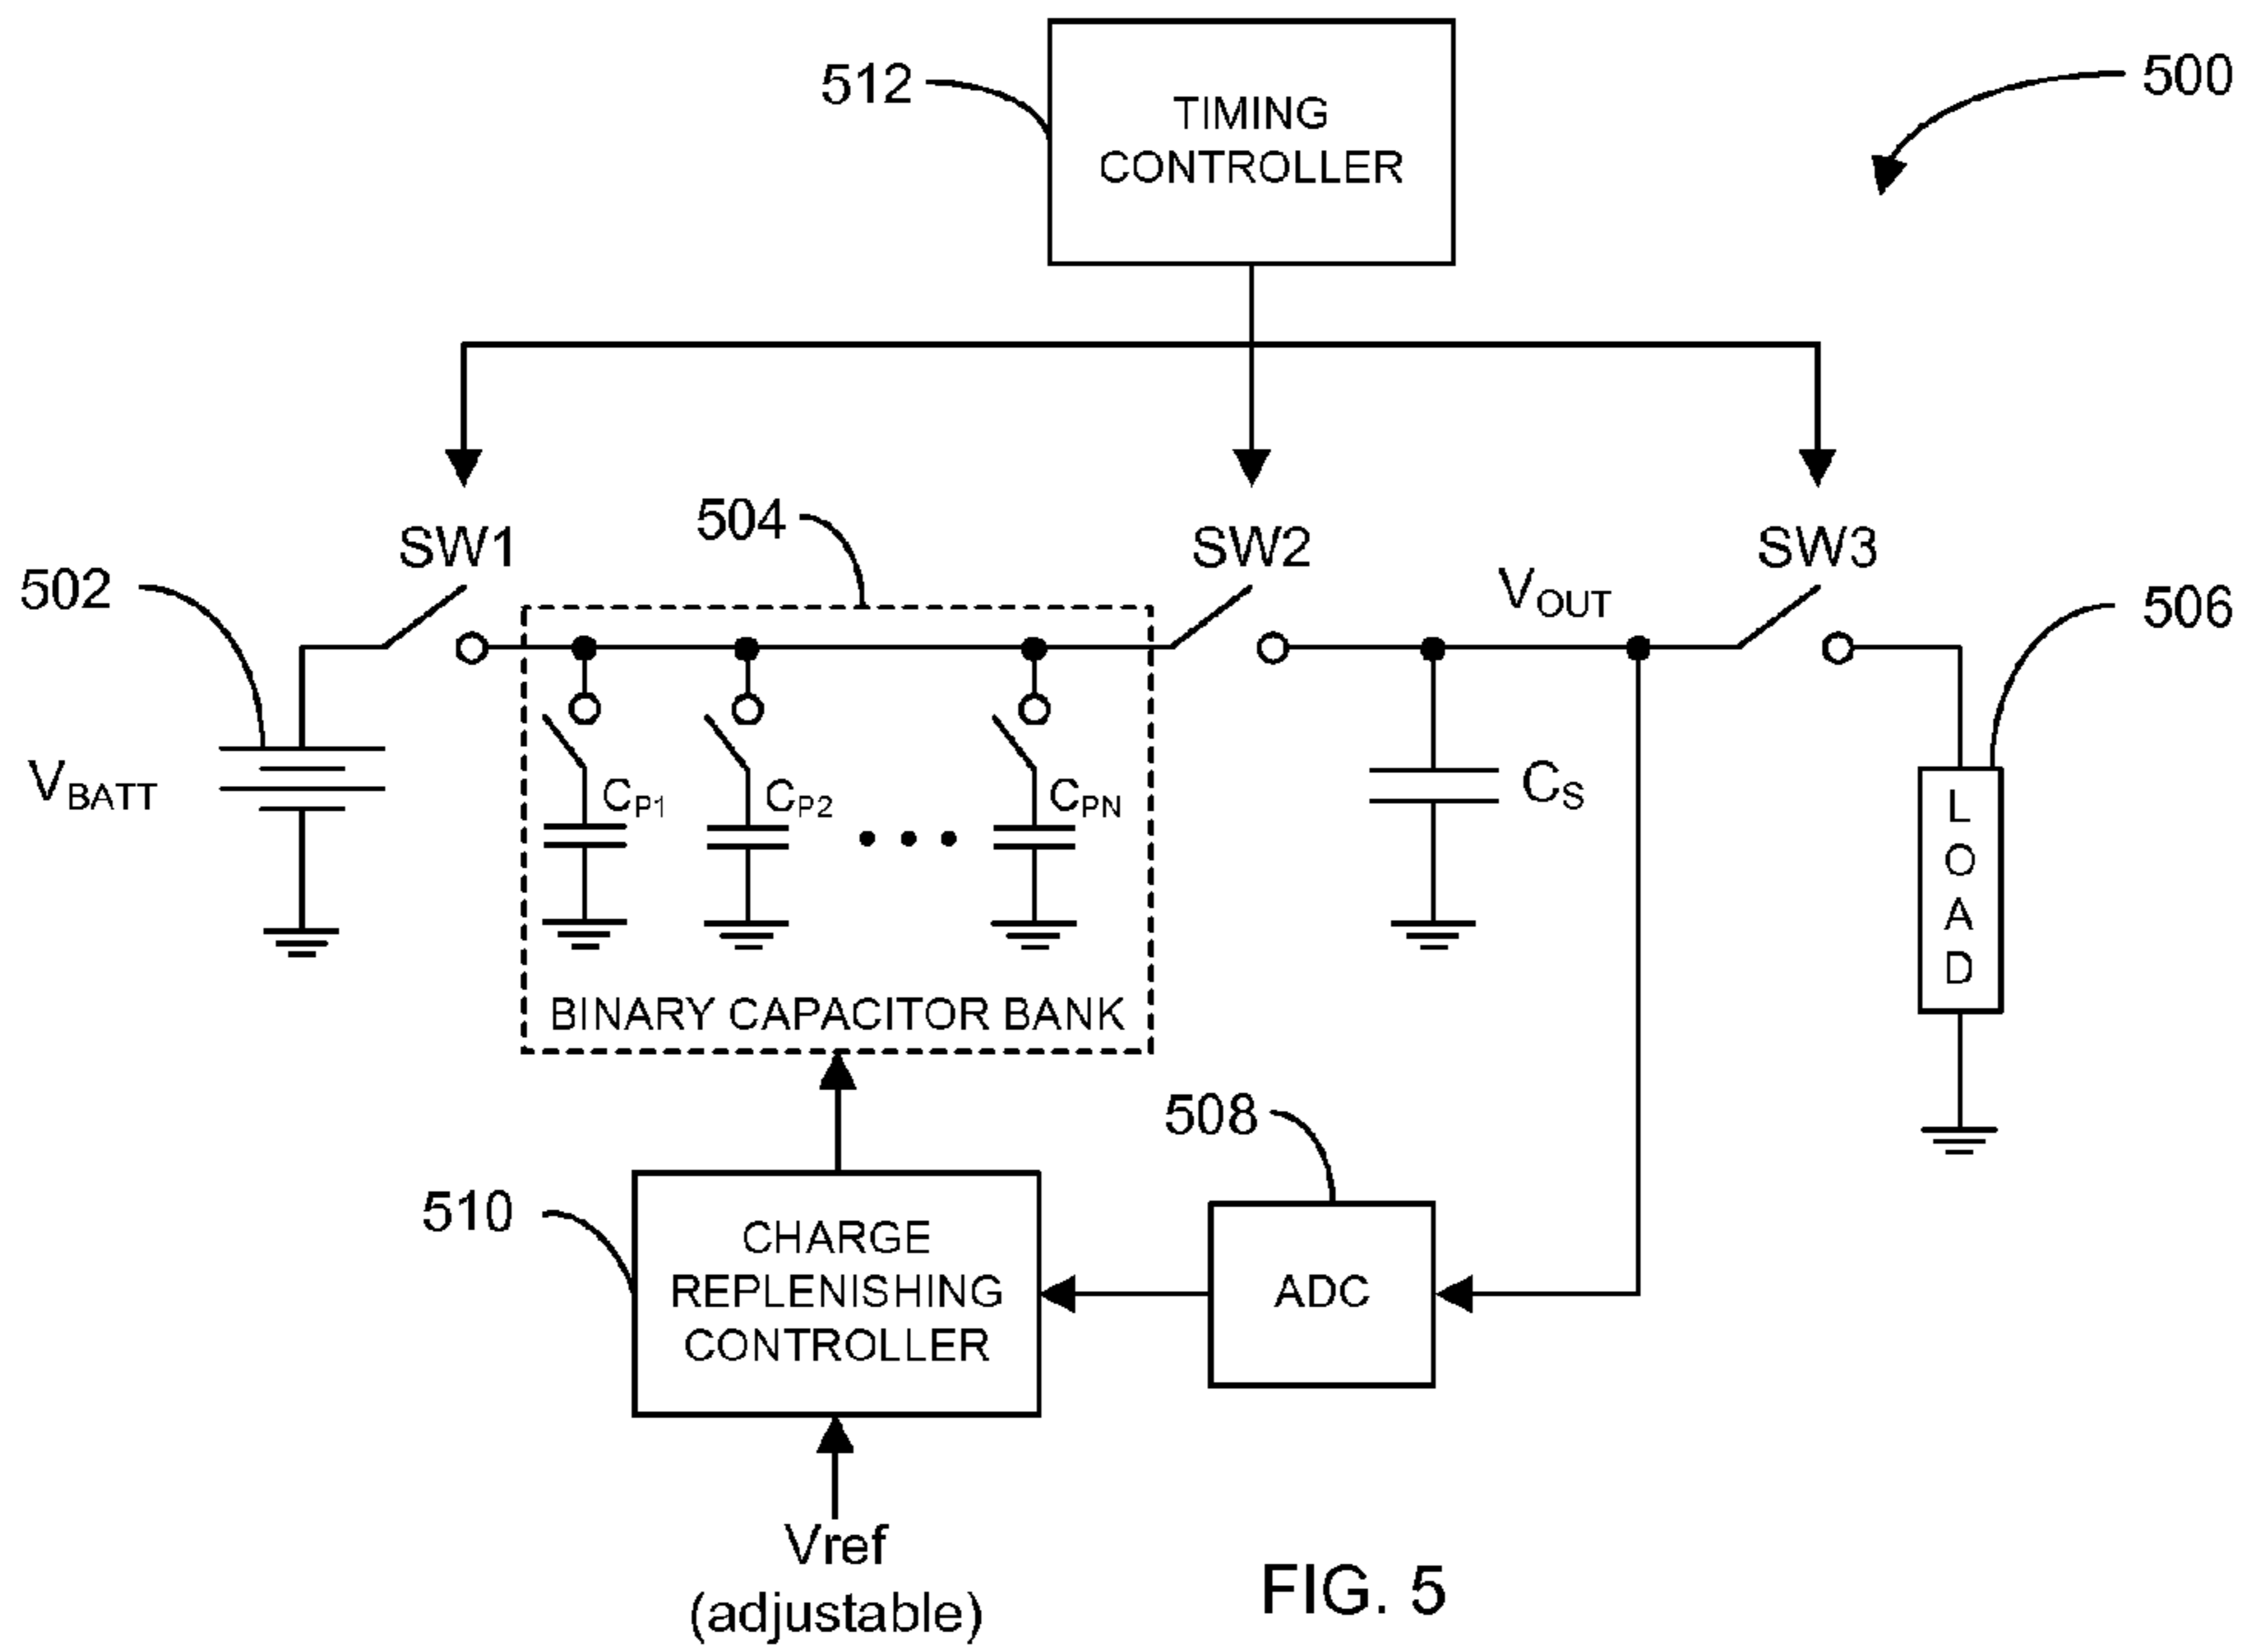 512
TIMING
CONTROLLER
500
504
SW1
SW2
SW3
502
VOUT
506
VBATT
CP1
CP2
CPN
CS
L
O
A
D
BINARY CAPACITOR BANK
508
510
CHARGE
REPLENISHING
CONTROLLER
ADC
Vref
(adjustable)
FIG. 5